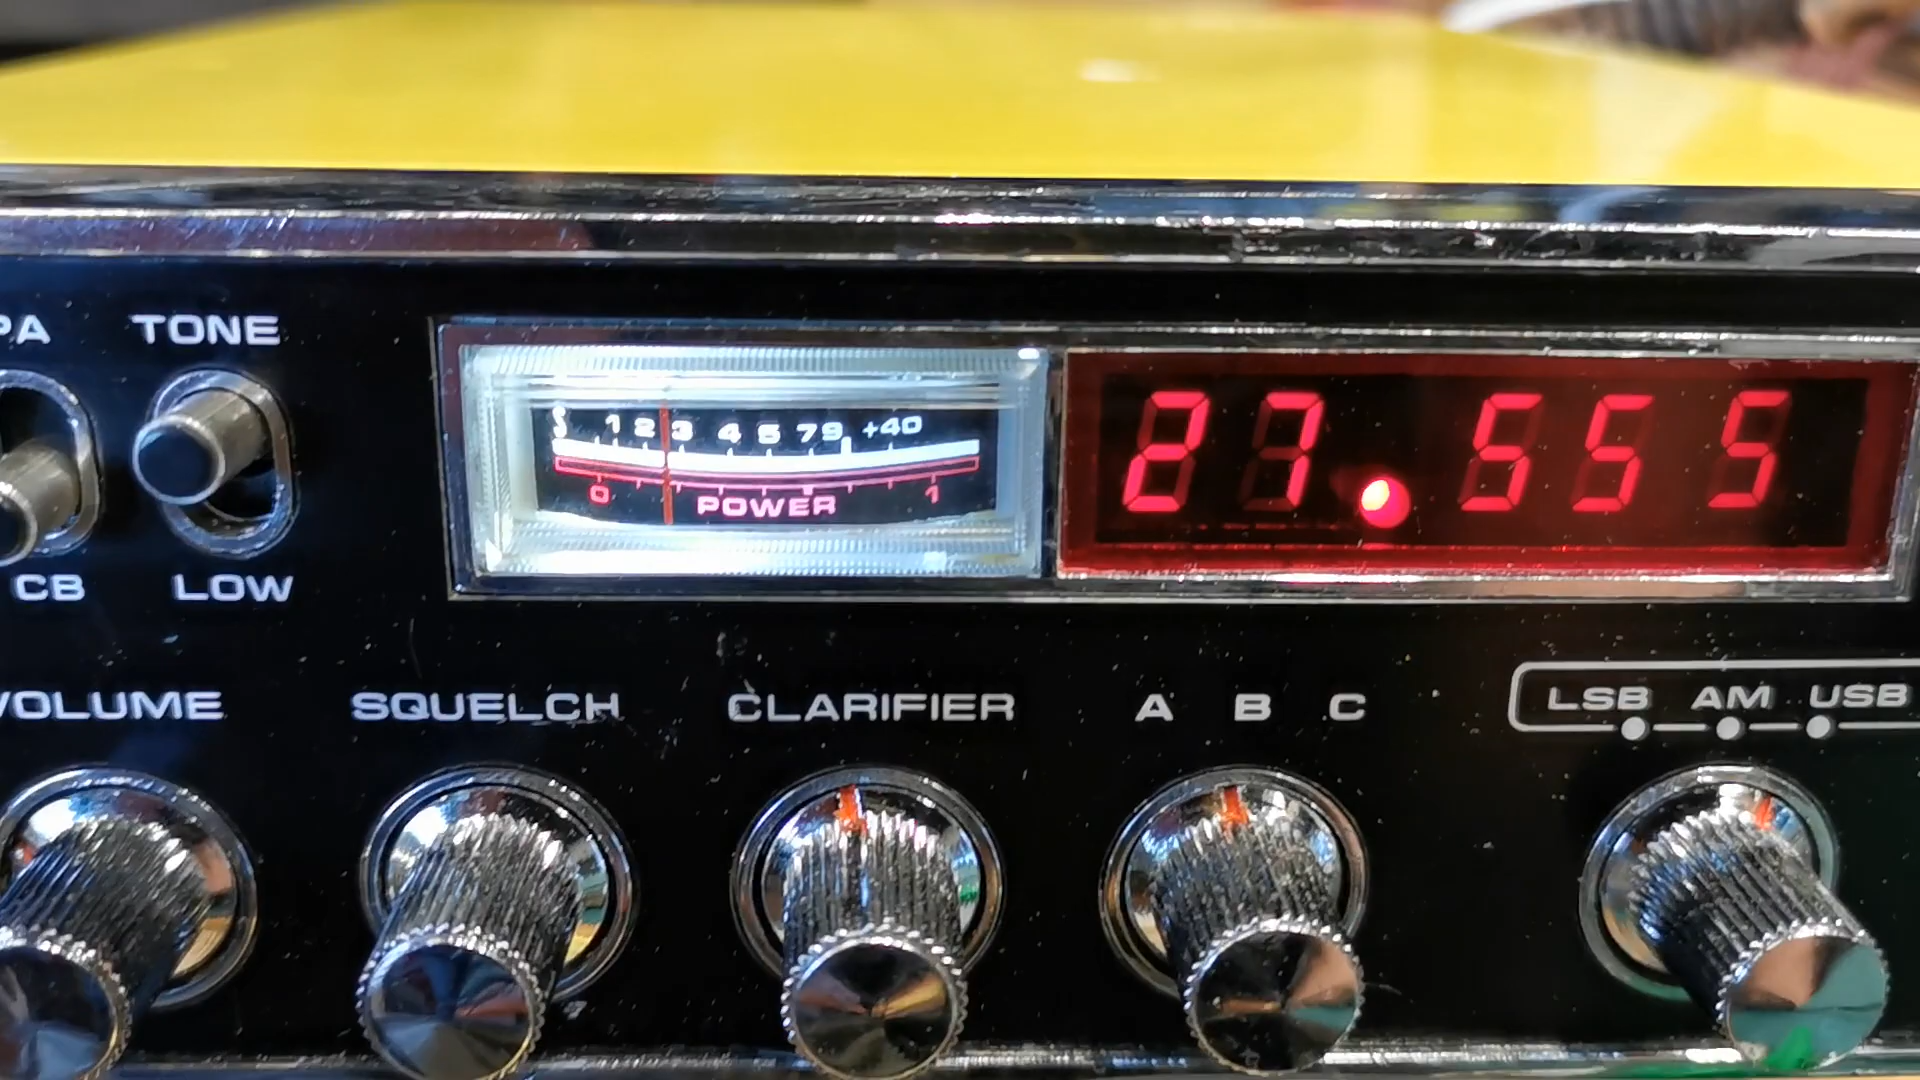 PA TONE
S 1 2 3 4 5 7 9 +40
0 POWER 1
27.555
CB LOW
VOLUME SQUELCH CLARIFIER A B C LSB AM USB